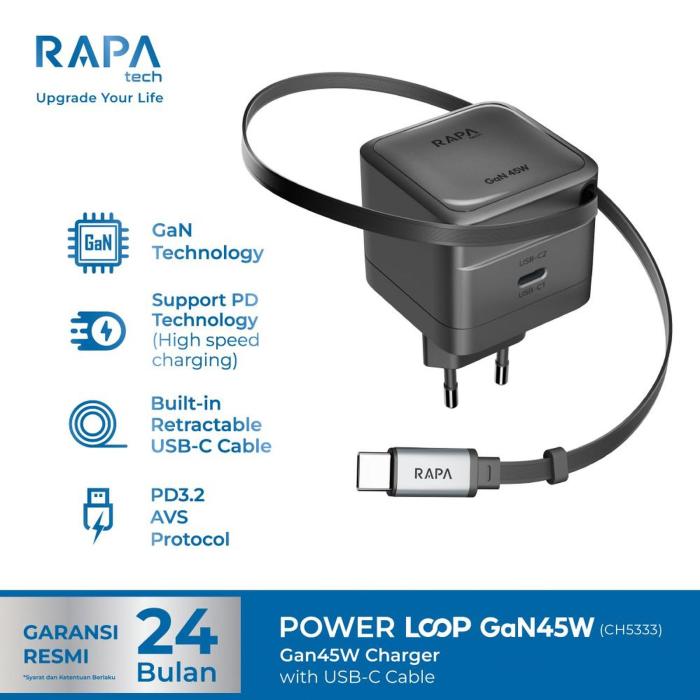 RAPA
tech
Upgrade Your Life
RAPA
tech
GaN 45W
USB-C2
USB-C1
GaN
GaN
Technology
Support PD
Technology
(High speed
charging)
Built-in
Retractable
USB-C Cable
RAPA
PD3.2
AVS
Protocol
GARANSI
RESMI
*Syarat dan Ketentuan Berlaku
24
Bulan
POWER LOOP GaN45W (CH5333)
Gan45W Charger
with USB-C Cable